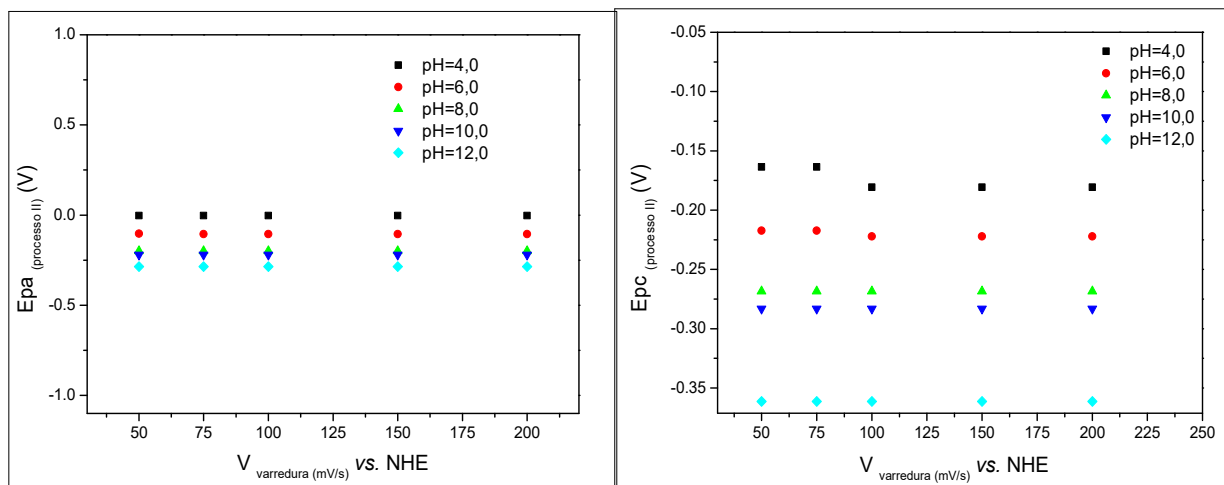 1.0
0.5
0.0
-0.5
-1.0
Epa (processo II) (V)
pH=4,0
pH=6,0
pH=8,0
pH=10,0
pH=12,0
50 75 100 125 150 175 200
V varredura (mV/s) vs. NHE
-0.05
-0.10
-0.15
-0.20
-0.25
-0.30
-0.35
Epc (processo II) (V)
pH=4,0
pH=6,0
pH=8,0
pH=10,0
pH=12,0
50 75 100 125 150 175 200 225 250
V varredura (mV/s) vs. NHE